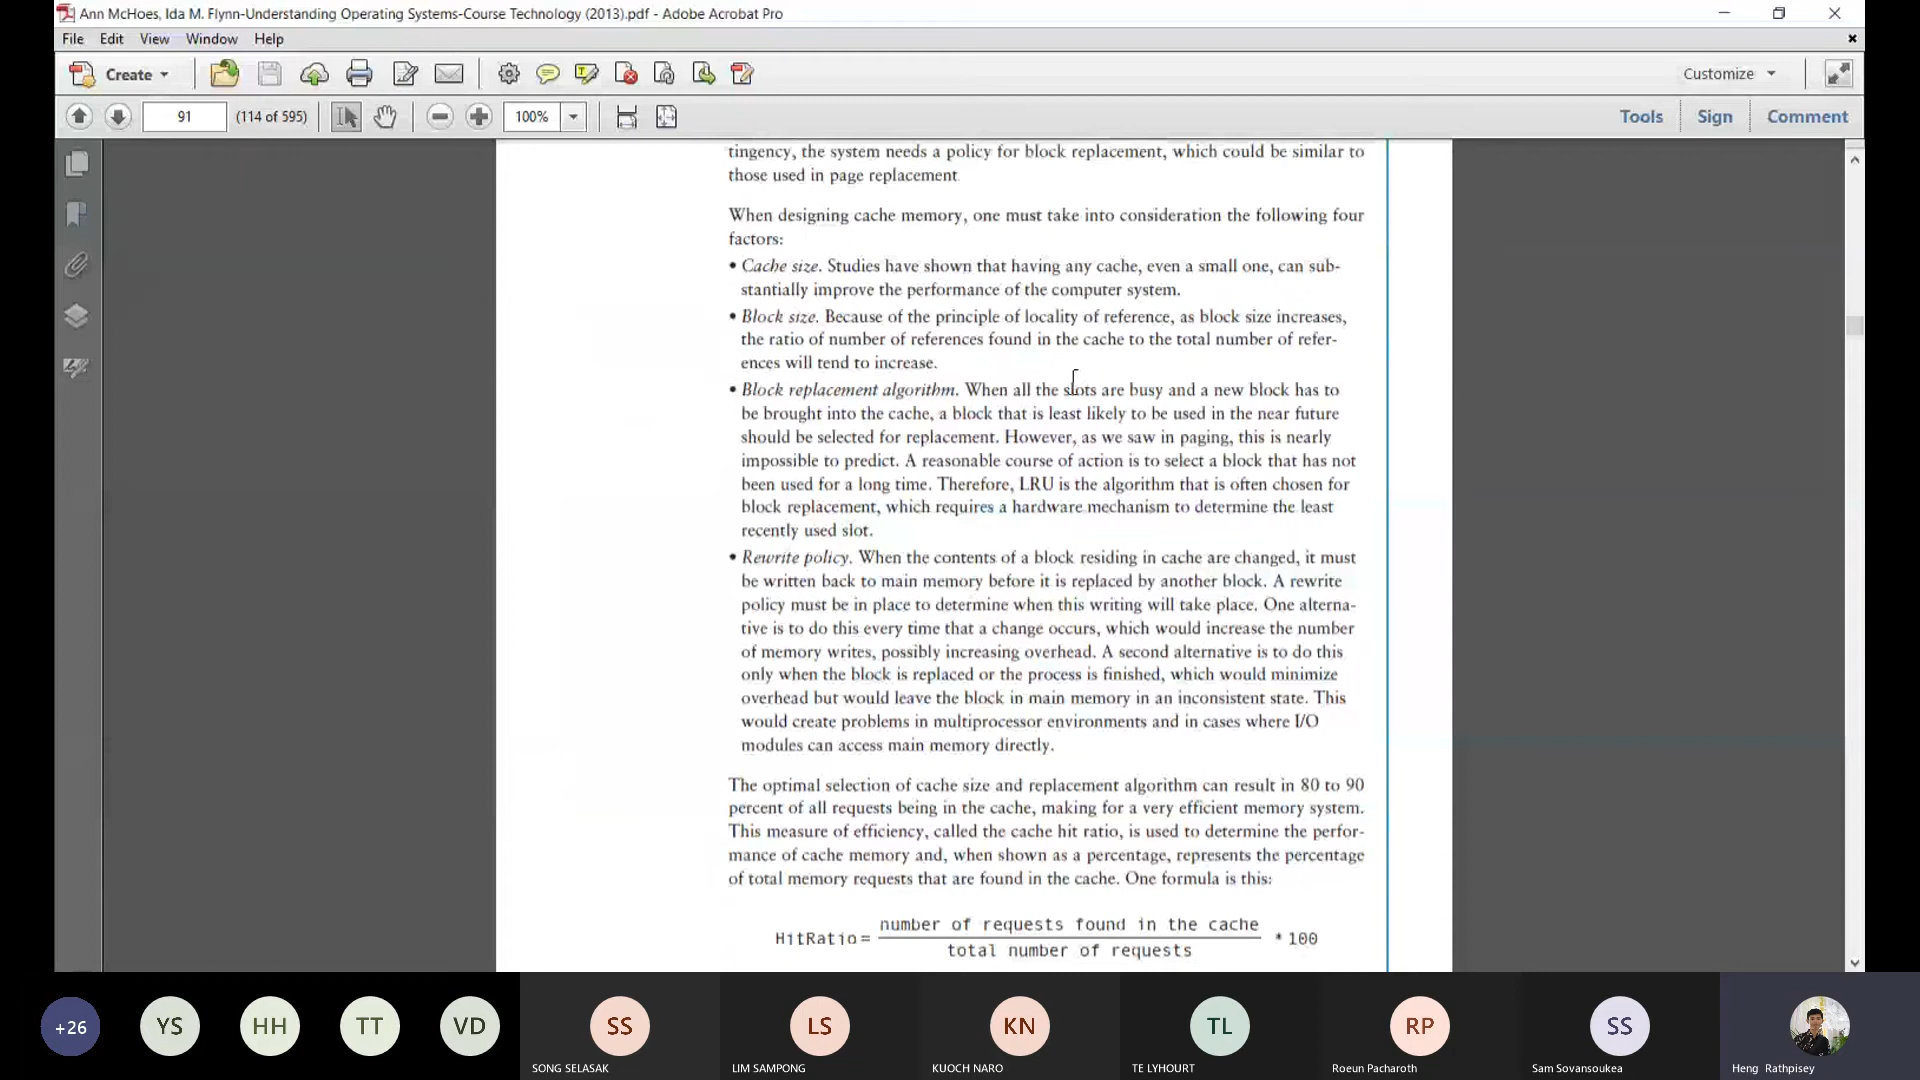 Ann McHoes, Ida M. Flynn-Understanding Operating Systems-Course Technology (2013).pdf - Adobe Acrobat Pro
File Edit View Window Help
Create Customize
91 (114 of 595) 100% Tools Sign Comment
tingency, the system needs a policy for block replacement, which could be similar to
those used in page replacement.
When designing cache memory, one must take into consideration the following four
factors:
• Cache size. Studies have shown that having any cache, even a small one, can sub-
stantially improve the performance of the computer system.
• Block size. Because of the principle of locality of reference, as block size increases,
the ratio of number of references found in the cache to the total number of refer-
ences will tend to increase.
• Block replacement algorithm. When all the slots are busy and a new block has to
be brought into the cache, a block that is least likely to be used in the near future
should be selected for replacement. However, as we saw in paging, this is nearly
impossible to predict. A reasonable course of action is to select a block that has not
been used for a long time. Therefore, LRU is the algorithm that is often chosen for
block replacement, which requires a hardware mechanism to determine the least
recently used slot.
• Rewrite policy. When the contents of a block residing in cache are changed, it must
be written back to main memory before it is replaced by another block. A rewrite
policy must be in place to determine when this writing will take place. One alterna-
tive is to do this every time that a change occurs, which would increase the number
of memory writes, possibly increasing overhead. A second alternative is to do this
only when the block is replaced or the process is finished, which would minimize
overhead but would leave the block in main memory in an inconsistent state. This
would create problems in multiprocessor environments and in cases where I/O
modules can access main memory directly.
The optimal selection of cache size and replacement algorithm can result in 80 to 90
percent of all requests being in the cache, making for a very efficient memory system.
This measure of efficiency, called the cache hit ratio, is used to determine the perfor-
mance of cache memory and, when shown as a percentage, represents the percentage
of total memory requests that are found in the cache. One formula is this:
number of requests found in the cache
HitRatio = * 100
total number of requests
+26 YS HH TT VD SS LS KN TL RP SS
SONG SELASAK LIM SAMPONG KUOCH NARO TE LYHOURT Roeun Pacharoth Sam Sovansoukea Heng Rathpisey